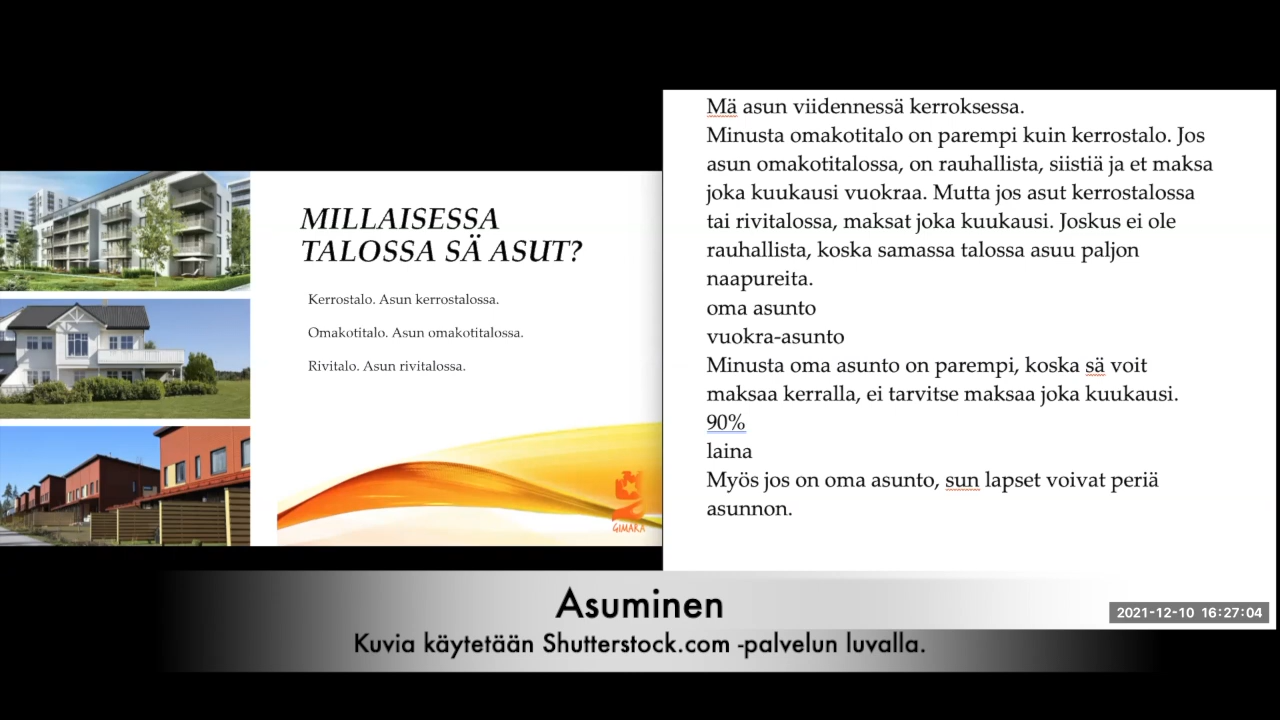 MILLAISESSA
TALOSSA SÄ ASUT?
Kerrostalo. Asun kerrostalossa.
Omakotitalo. Asun omakotitalossa.
Rivitalo. Asun rivitalossa.
GIMARA
Mä asun viidennessä kerroksessa.
Minusta omakotitalo on parempi kuin kerrostalo. Jos
asun omakotitalossa, on rauhallista, siistiä ja et maksa
joka kuukausi vuokraa. Mutta jos asut kerrostalossa
tai rivitalossa, maksat joka kuukausi. Joskus ei ole
rauhallista, koska samassa talossa asuu paljon
naapureita.
oma asunto
vuokra-asunto
Minusta oma asunto on parempi, koska sä voit
maksaa kerralla, ei tarvitse maksaa joka kuukausi.
90%
laina
Myös jos on oma asunto, sun lapset voivat periä
asunnon.
Asuminen
Kuvia käytetään Shutterstock.com -palvelun luvalla.
2021-12-10 16:27:04